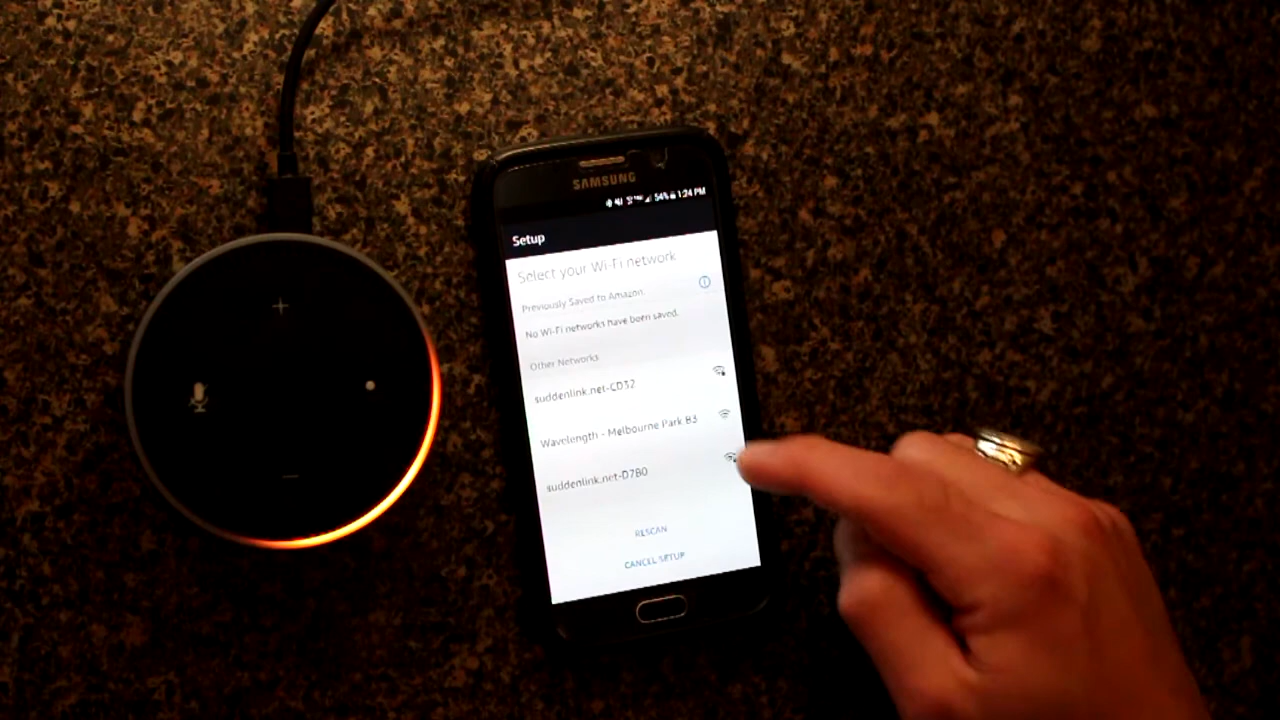 SAMSUNG
54% 1:24 PM
Setup
Select your Wi-Fi network
Previously Saved to Amazon
No Wi-Fi networks have been saved.
Other Networks
suddenlink.net-CD32
Wavelength - Melbourne Park B3
suddenlink.net-D7B0
RESCAN
CANCEL SETUP